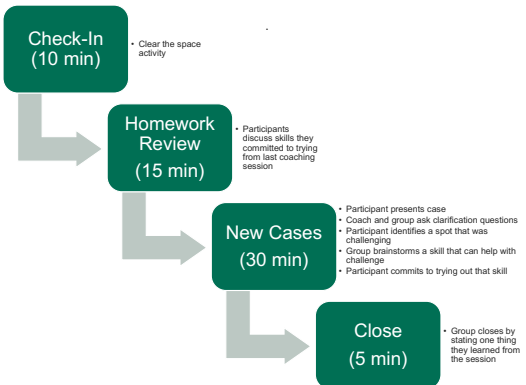 Check-In
(10 min)
• Clear the space
activity
Homework
Review
(15 min)
• Participants
discuss skills they
committed to trying
from last coaching
session
New Cases
(30 min)
• Participant presents case
• Coach and group ask clarification questions
• Participant identifies a spot that was
challenging
• Group brainstorms a skill that can help with
challenge
• Participant commits to trying out that skill
Close
(5 min)
• Group closes by
stating one thing
they learned from
the session